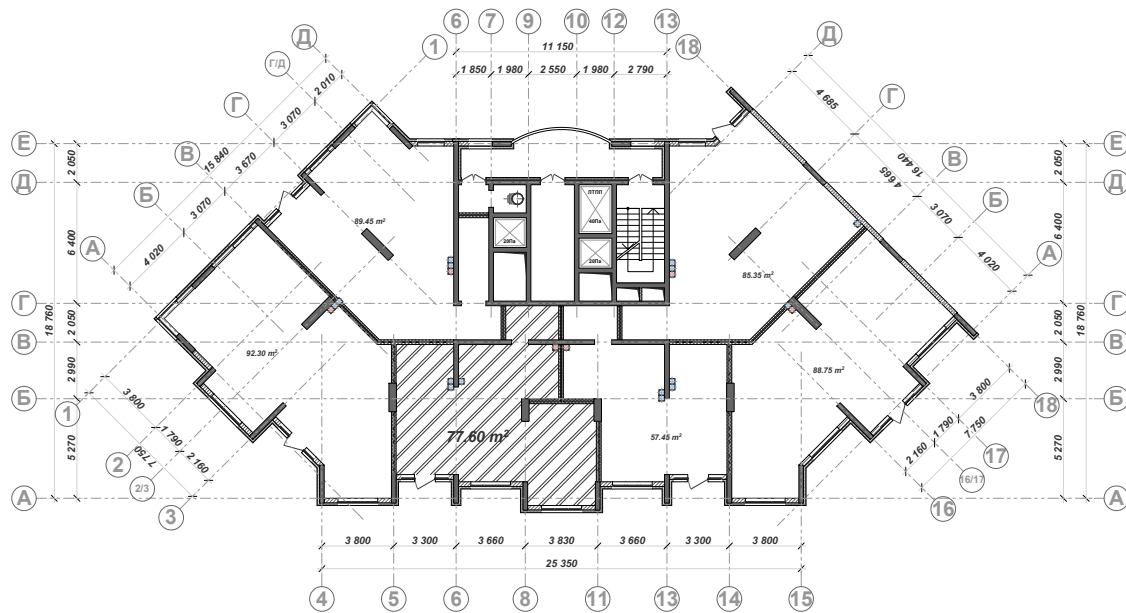 6 7 9 10 12 13
11 150
1 850 1 980 2 550 1 980 2 790
Д 1 18 Д
Г/Д Г Г
В В
Б Б
А А
2 010
3 070
3 670
15 840
3 070
4 020
4 685
16 440
4 665
3 070
4 020
Е Е
2 050 2 050
Д Д
6 400 6 400
18 760 18 760
Г Г
2 050 2 050
В В
2 990 2 990
Б Б
5 270 5 270
А А
ПТПП
40Па
20Па
20Па
89.45 m²
85.35 m²
92.30 m²
88.75 m²
77.60 m²
57.45 m²
1 18
3 800 3 800
1 790 1 790
7 750 7 750
2 160 2 160
2 17
2/3 16/17
3 16
3 800 3 300 3 660 3 830 3 660 3 300 3 800
25 350
4 5 6 8 11 13 14 15